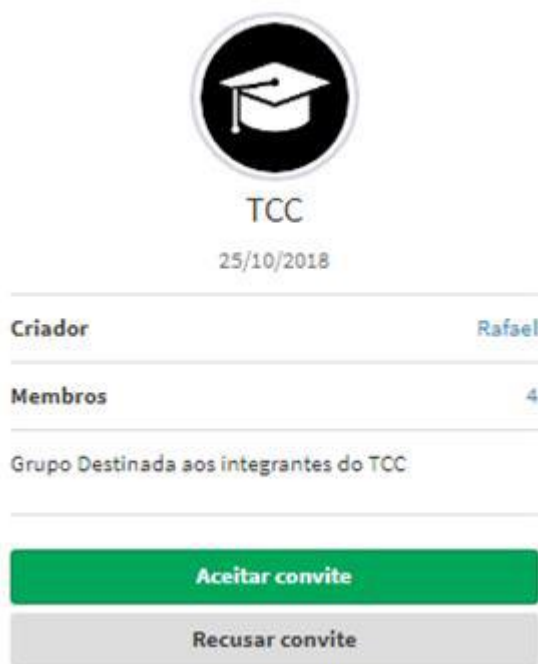 TCC
25/10/2018
Criador Rafael
Membros 4
Grupo Destinada aos integrantes do TCC
Aceitar convite
Recusar convite